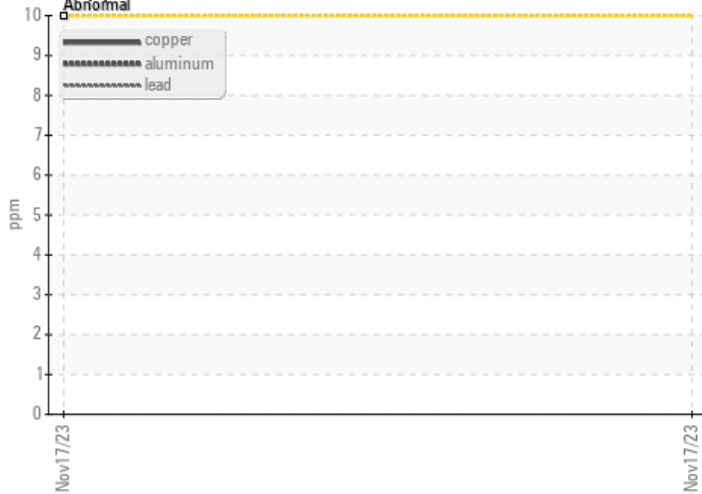 Abnormal
10
9
8
7
6
5
4
3
2
1
0
ppm
copper
aluminum
lead
Nov17/23
Nov17/23